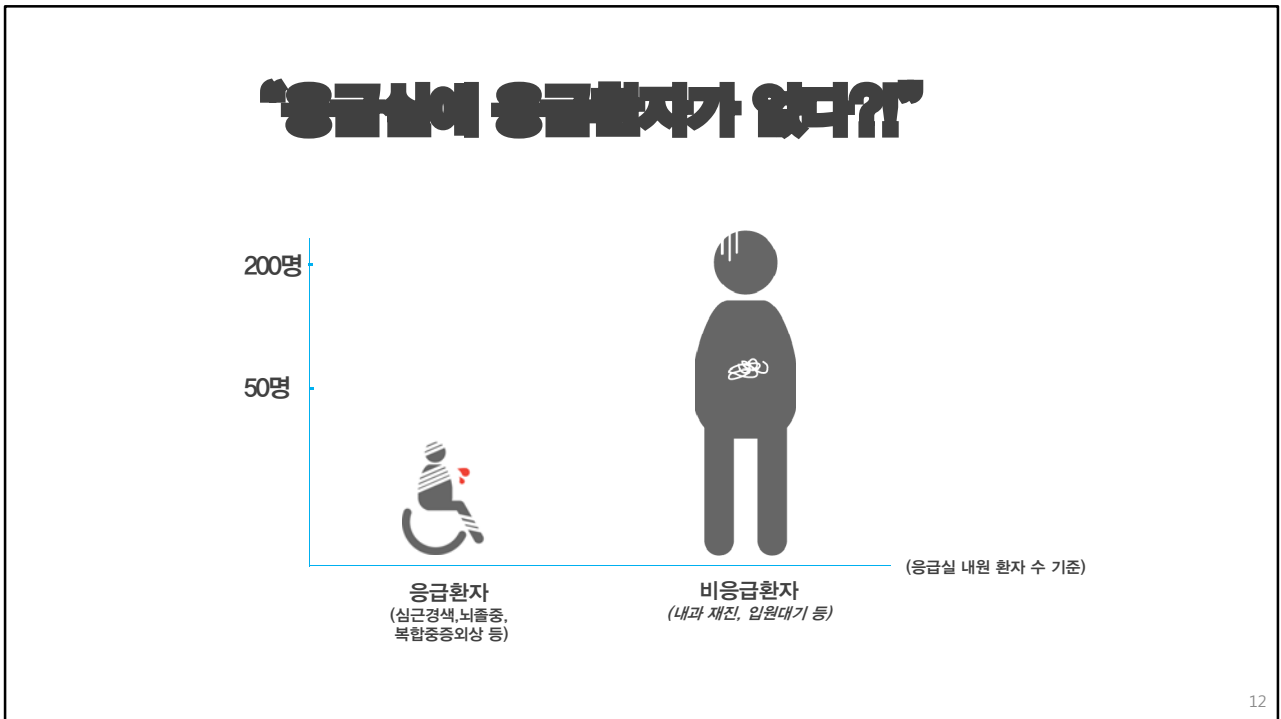 “응급실에 응급환자가 없다?!”
200명
50명
(응급실 내원 환자 수 기준)
응급환자
(심근경색,뇌졸중,
복합중증외상 등)
비응급환자
(내과 재진, 입원대기 등)
12